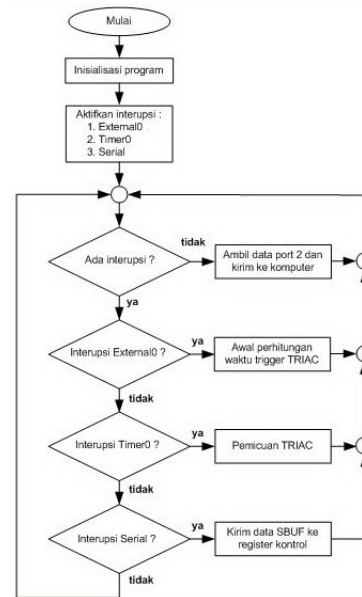 Mulai
Inisialisasi program
Aktifkan interupsi :
1. External0
2. Timer0
3. Serial
Ada interupsi ?
tidak
Ambil data port 2 dan
kirim ke komputer
ya
Interupsi External0 ?
ya
Awal perhitungan
waktu trigger TRIAC
tidak
Interupsi Timer0 ?
ya
Pemicuan TRIAC
tidak
Interupsi Serial ?
ya
Kirim data SBUF ke
register kontrol
tidak